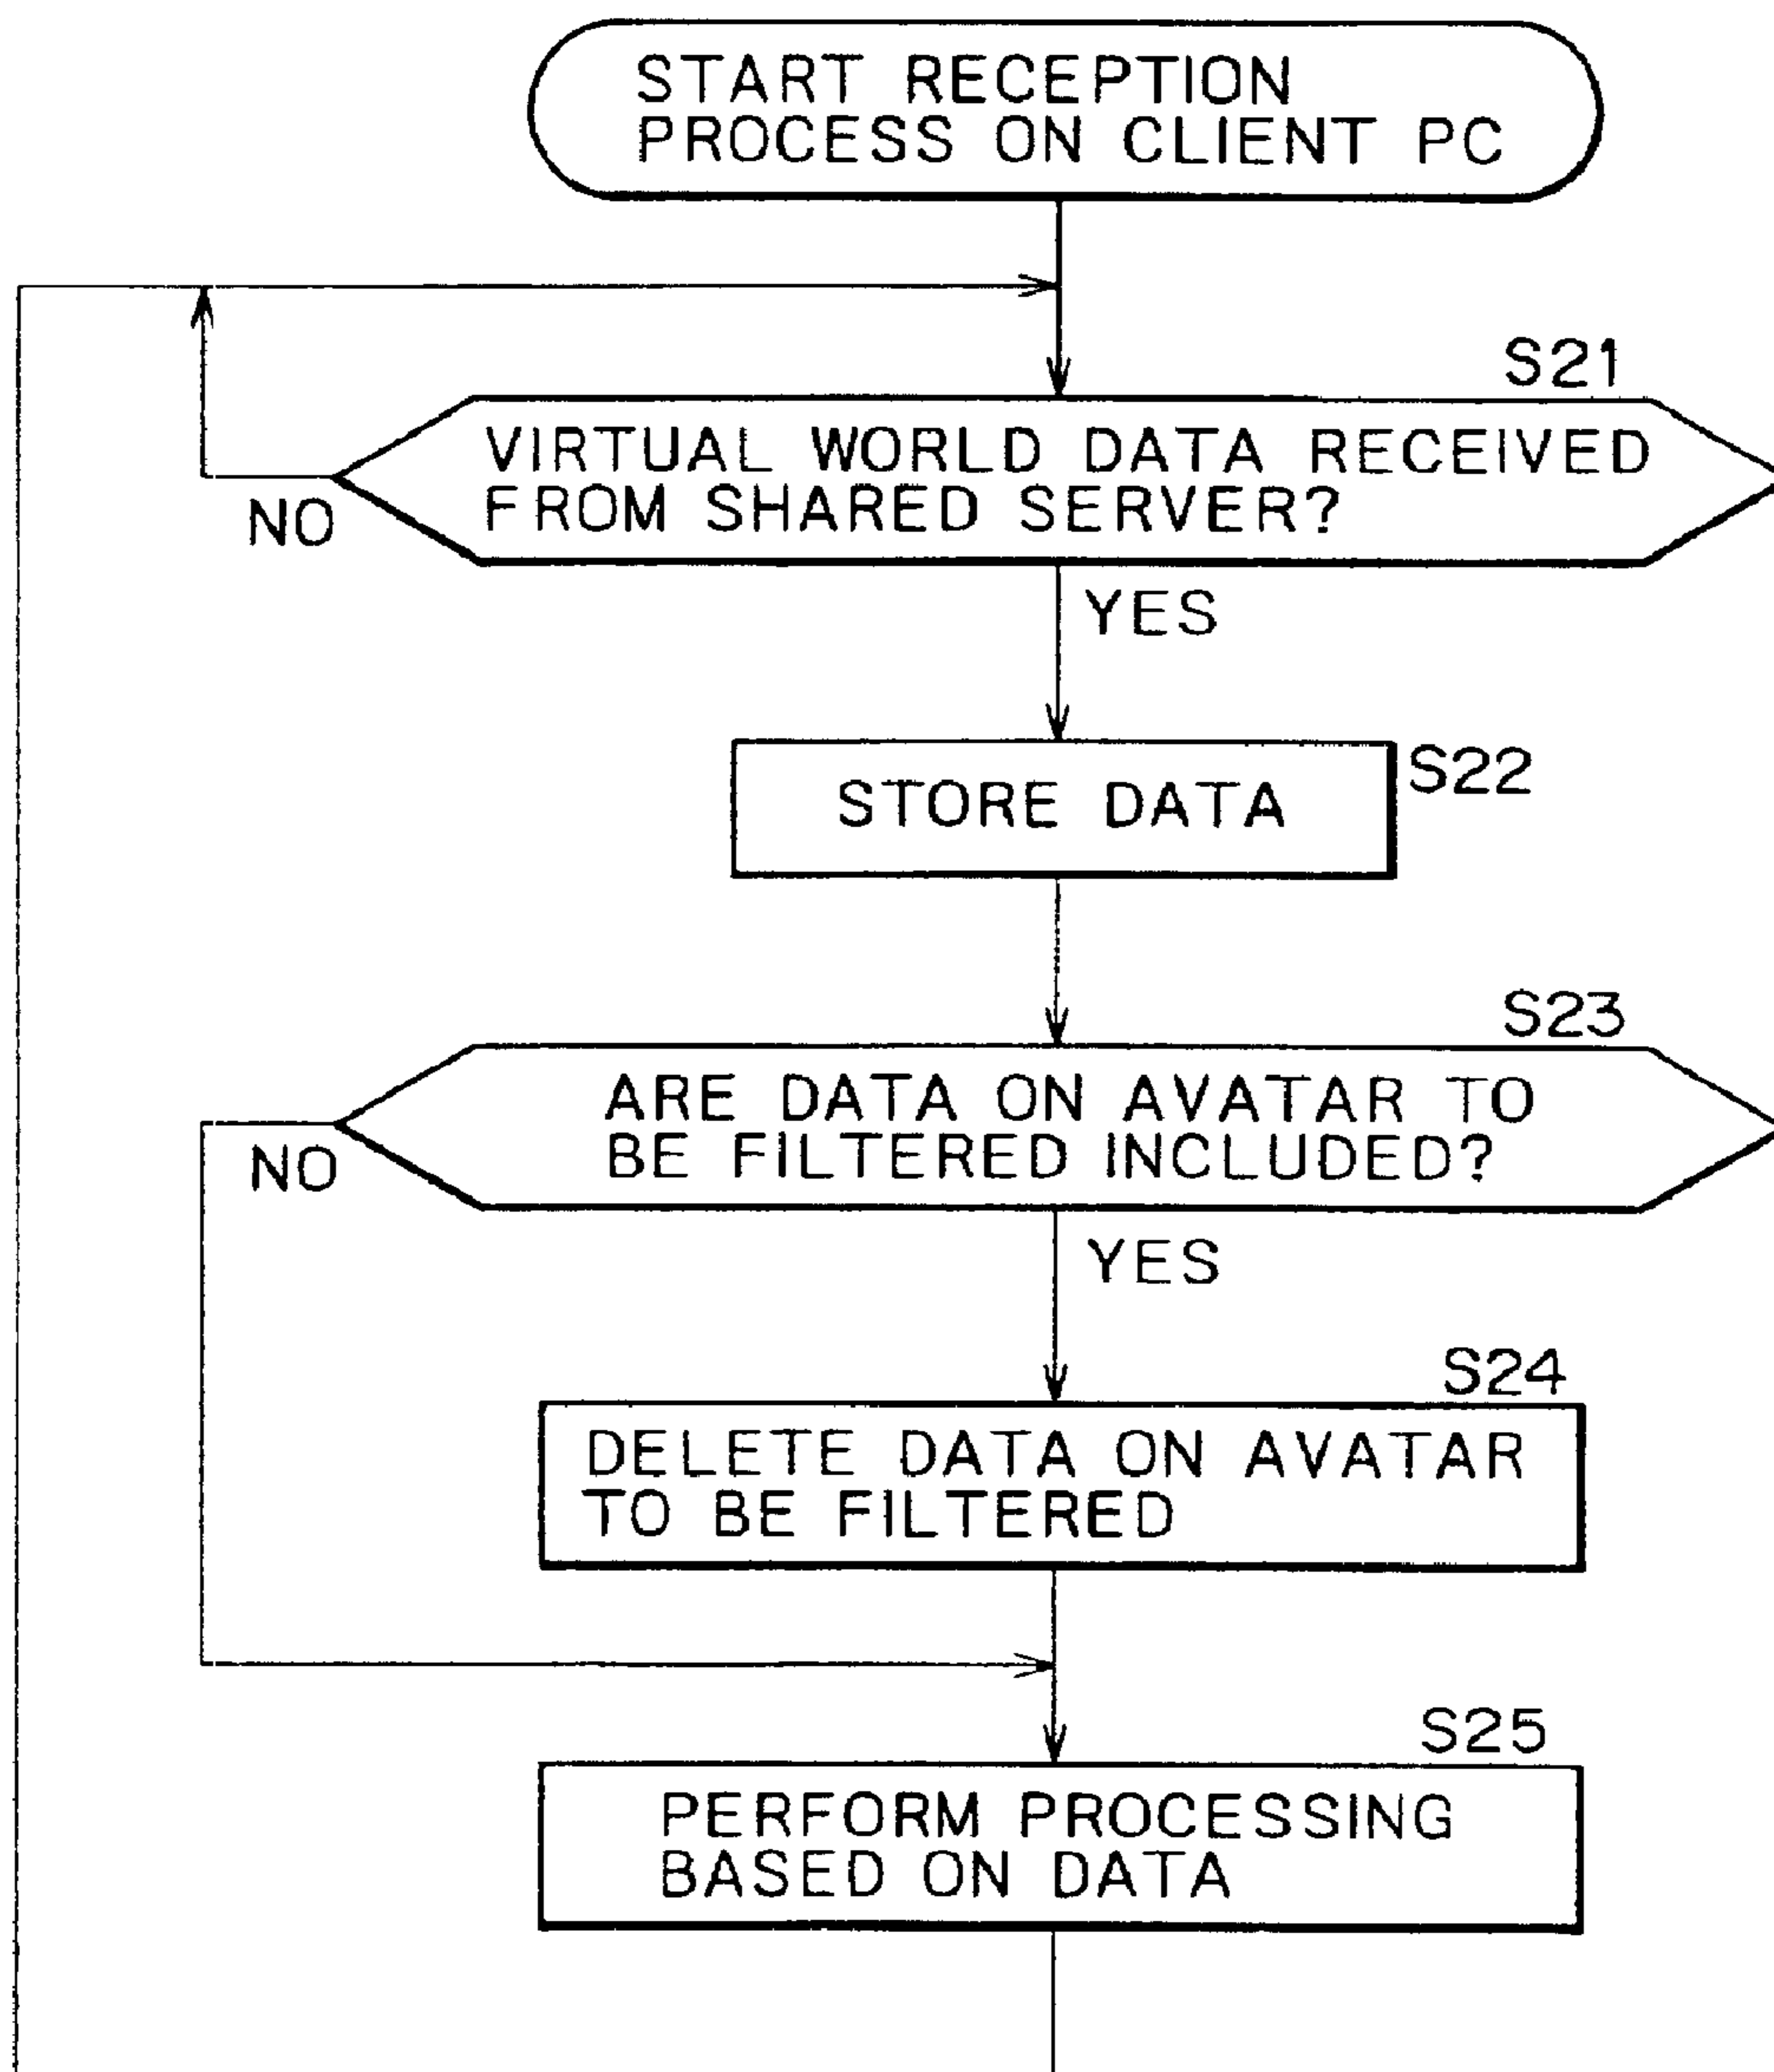 START RECEPTION
PROCESS ON CLIENT PC
S21
VIRTUAL WORLD DATA RECEIVED
FROM SHARED SERVER?
NO
YES
STORE DATA
S22
S23
ARE DATA ON AVATAR TO
BE FILTERED INCLUDED?
NO
YES
S24
DELETE DATA ON AVATAR
TO BE FILTERED
S25
PERFORM PROCESSING
BASED ON DATA